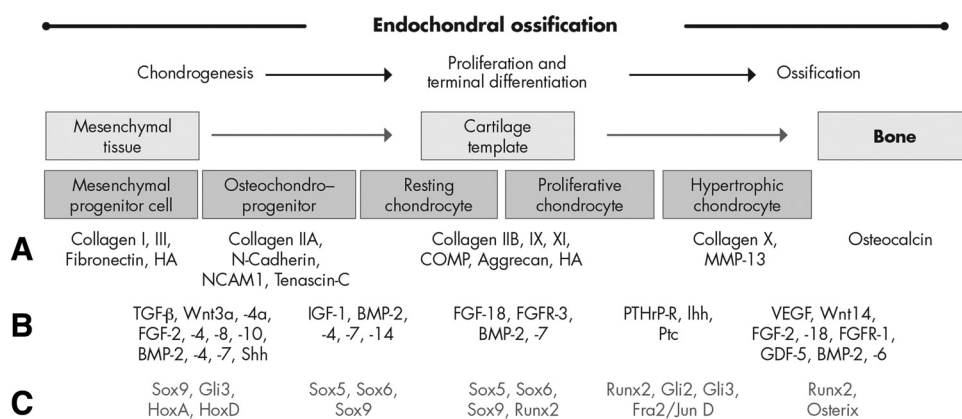 Endochondral ossification
Chondrogenesis
Proliferation and
terminal differentiation
Ossification
Mesenchymal
tissue
Cartilage
template
Bone
Mesenchymal
progenitor cell
Osteochondro–
progenitor
Resting
chondrocyte
Proliferative
chondrocyte
Hypertrophic
chondrocyte
A
Collagen I, III,
Fibronectin, HA
Collagen IIA,
N-Cadherin,
NCAM1, Tenascin-C
Collagen IIB, IX, XI,
COMP, Aggrecan, HA
Collagen X,
MMP-13
Osteocalcin
B
TGF-β, Wnt3a, -4a,
FGF-2, -4, -8, -10,
BMP-2, -4, -7, Shh
IGF-1, BMP-2,
-4, -7, -14
FGF-18, FGFR-3,
BMP-2, -7
PTHrP-R, Ihh,
Ptc
VEGF, Wnt14,
FGF-2, -18, FGFR-1,
GDF-5, BMP-2, -6
C
Sox9, Gli3,
HoxA, HoxD
Sox5, Sox6,
Sox9
Sox5, Sox6,
Sox9, Runx2
Runx2, Gli2, Gli3,
Fra2/Jun D
Runx2,
Osterix